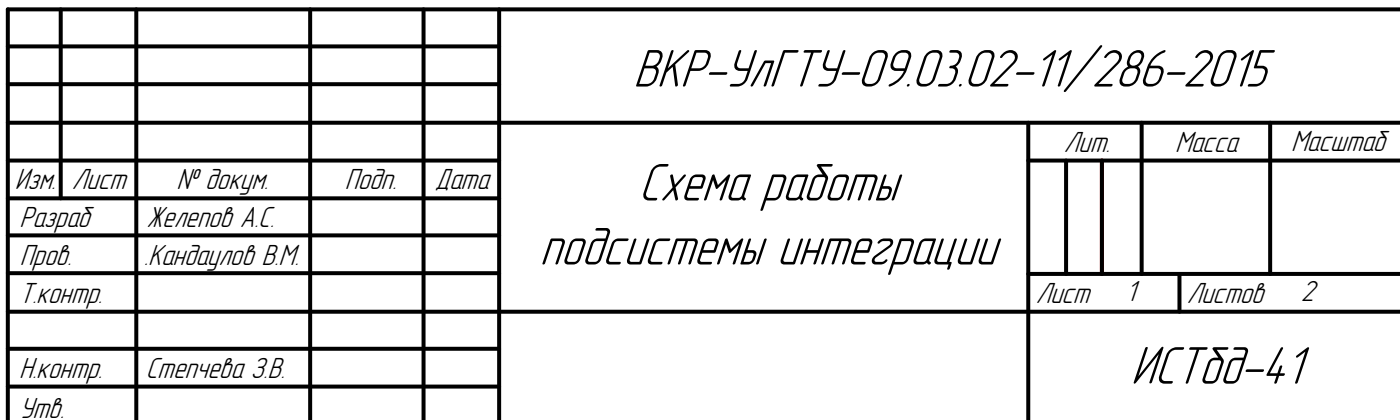 ВКР-УлГТУ-09.03.02-11/286-2015
Лит. Масса Масштаб
Изм. Лист № докум. Подп. Дата
Схема работы
подсистемы интеграции
Разраб Желепов А.С.
Пров. .Кандаулов В.М.
Т.контр.
Лист 1 Листов 2
Н.контр. Степчева З.В.
ИСТбд-41
Утв.